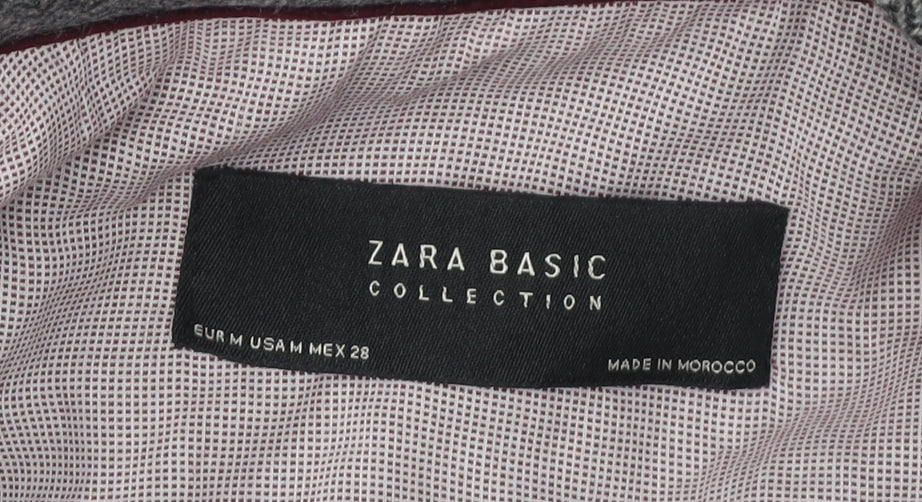 ZARA BASIC
COLLECTION
EUR M USA M MEX 28
MADE IN MOROCCO